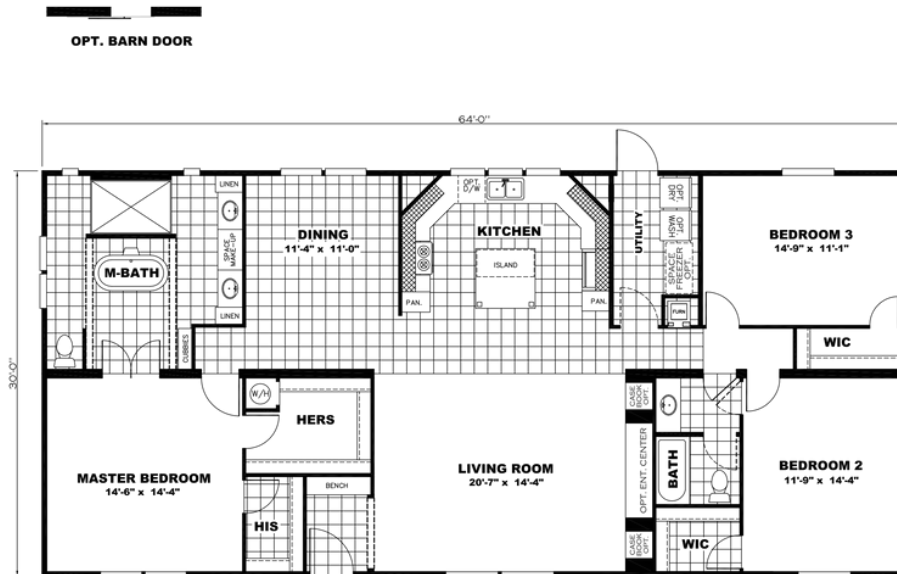 OPT. BARN DOOR
64'-0"
30'-0"
LINEN
SPACE
MAKE-UP
LINEN
M-BATH
CUBBIES
DINING
11'-4" x 11'-0"
OPT.
D/W
KITCHEN
ISLAND
PAN.
PAN.
UTILITY
OPT.
DRY
OPT.
WASH
SPACE
FREEZER
OPT.
FURN
BEDROOM 3
14'-9" x 11'-1"
WIC
W/H
HERS
MASTER BEDROOM
14'-6" x 14'-4"
HIS
BENCH
LIVING ROOM
20'-7" x 14'-4"
CASE
BOOK
OPT.
OPT. ENT. CENTER
CASE
BOOK
OPT.
BATH
WIC
BEDROOM 2
11'-9" x 14'-4"